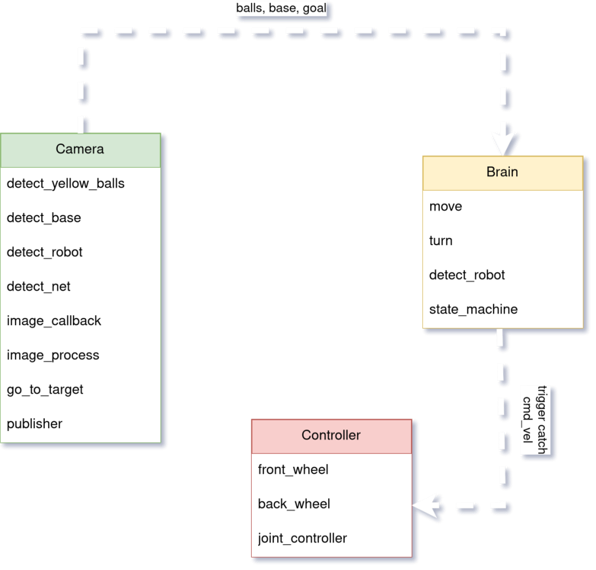 balls, base, goal
Camera
detect_yellow_balls
detect_base
detect_robot
detect_net
image_callback
image_process
go_to_target
publisher
Brain
move
turn
detect_robot
state_machine
trigger catch
cmd_vel
Controller
front_wheel
back_wheel
joint_controller